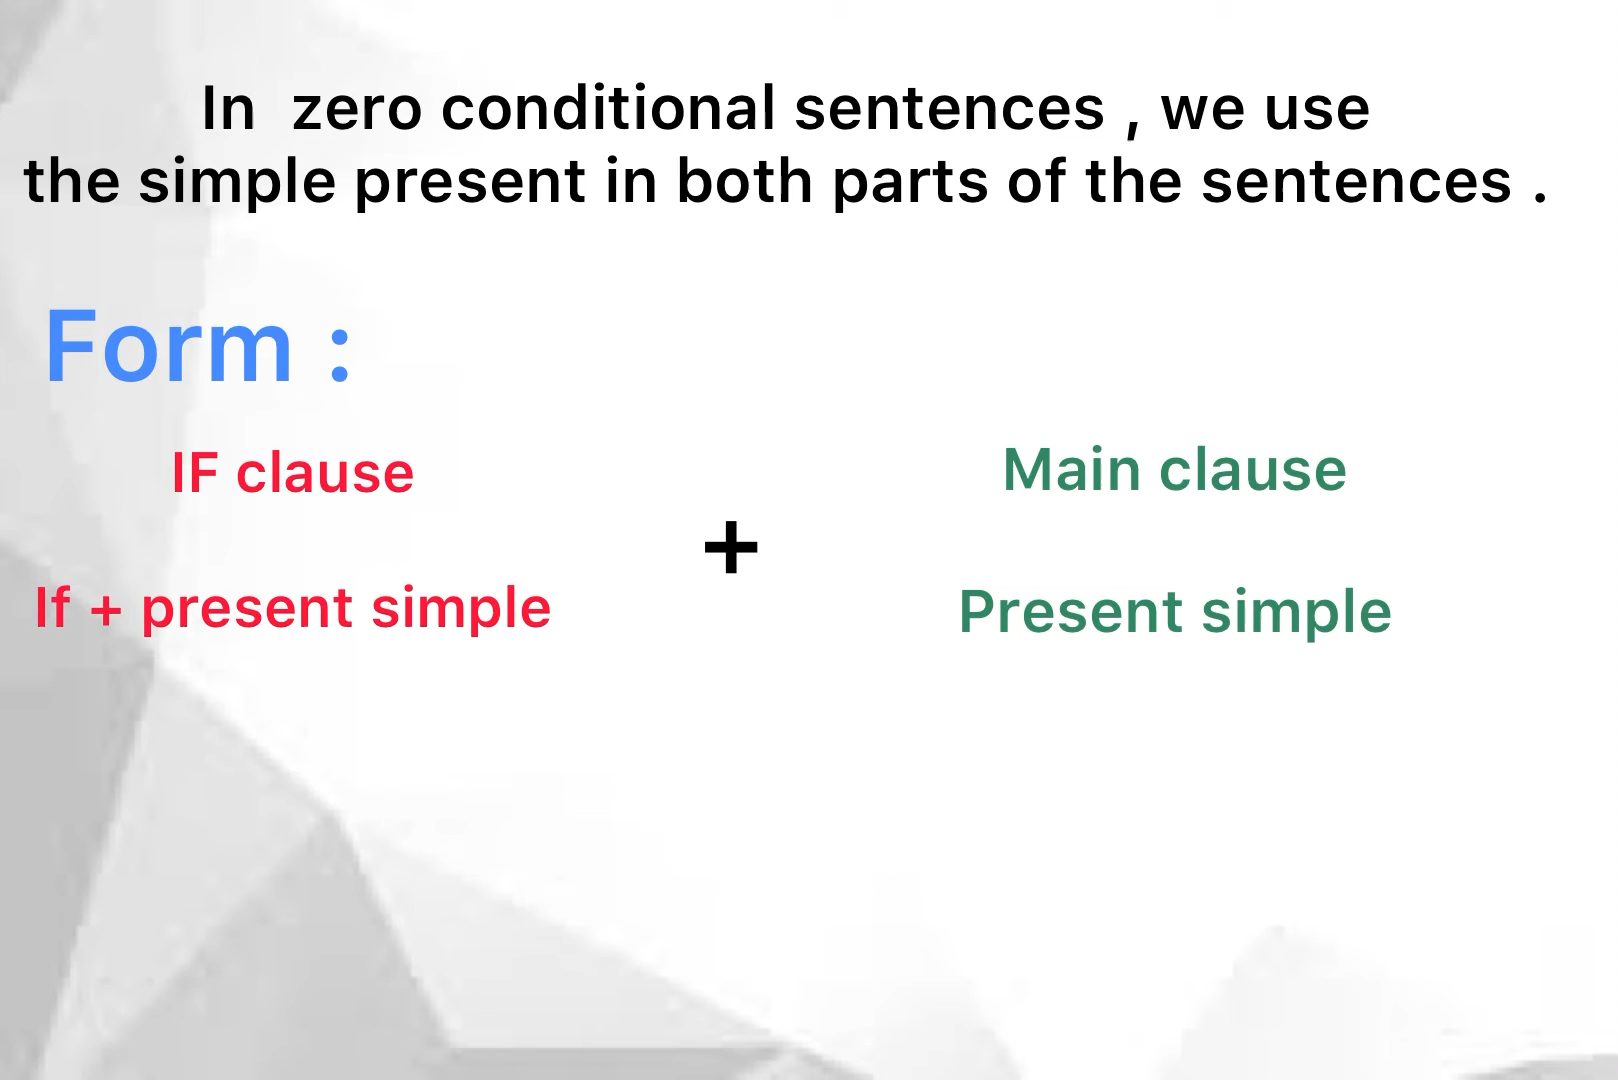 In  zero conditional sentences , we use
the simple present in both parts of the sentences .
Form :
IF clause
Main clause
+
If + present simple
Present simple